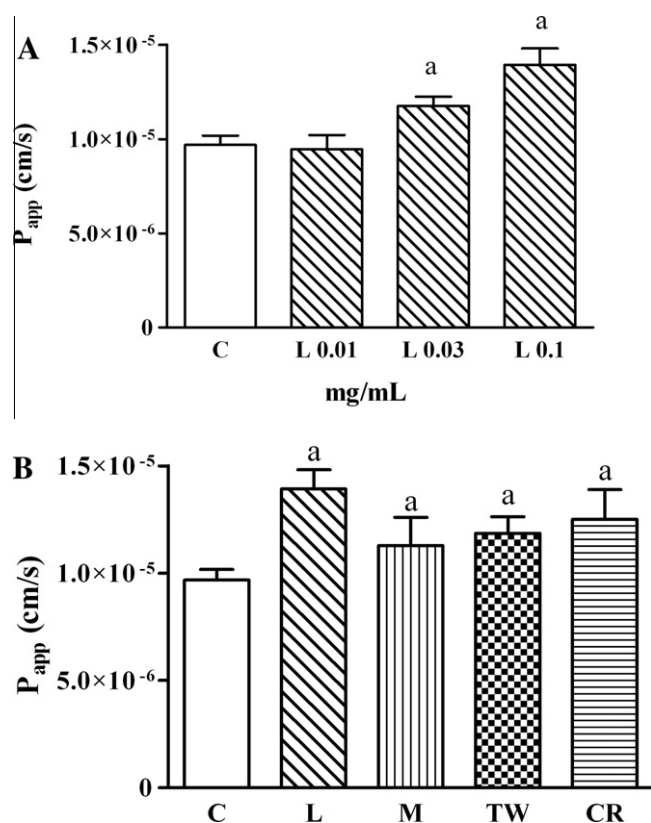 A
1.5×10⁻⁵
1.0×10⁻⁵
5.0×10⁻⁶
0
P_app (cm/s)
a
a
C L 0.01 L 0.03 L 0.1
mg/mL
B
1.5×10⁻⁵
1.0×10⁻⁵
5.0×10⁻⁶
0
P_app (cm/s)
a a a a
C L M TW CR